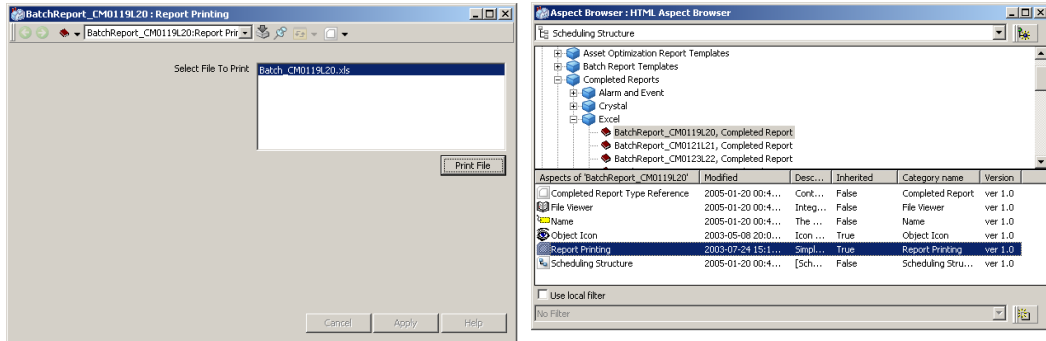 BatchReport_CM0119L20 : Report Printing
BatchReport_CM0119L20:Report Prir
Select File To Print
Batch_CM0119L20.xls
Print File
Cancel
Apply
Help
Aspect Browser : HTML Aspect Browser
Scheduling Structure
Asset Optimization Report Templates
Batch Report Templates
Completed Reports
Alarm and Event
Crystal
Excel
BatchReport_CM0119L20, Completed Report
BatchReport_CM0121L21, Completed Report
BatchReport_CM0123L22, Completed Report
Aspects of 'BatchReport_CM0119L20' Modified Desc... Inherited Category name Version
Completed Report Type Reference 2005-01-20 00:4... Cont... False Completed Report ver 1.0
File Viewer 2005-01-20 00:4... Integ... False File Viewer ver 1.0
Name 2005-01-20 00:4... The ... False Name ver 1.0
Object Icon 2003-05-08 20:0... Icon ... True Object Icon ver 1.0
Report Printing 2003-07-24 15:1... Simpl... True Report Printing ver 1.0
Scheduling Structure 2005-01-20 00:4... [Sch... False Scheduling Stru... ver 1.0
Use local filter
No Filter